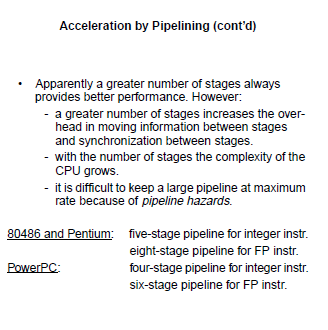 Acceleration by Pipelining (cont'd)
• Apparently a greater number of stages always
provides better performance. However:
- a greater number of stages increases the over-
head in moving information between stages
and synchronization between stages.
- with the number of stages the complexity of the
CPU grows.
- it is difficult to keep a large pipeline at maximum
rate because of pipeline hazards.
80486 and Pentium: five-stage pipeline for integer instr.
eight-stage pipeline for FP instr.
PowerPC: four-stage pipeline for integer instr.
six-stage pipeline for FP instr.